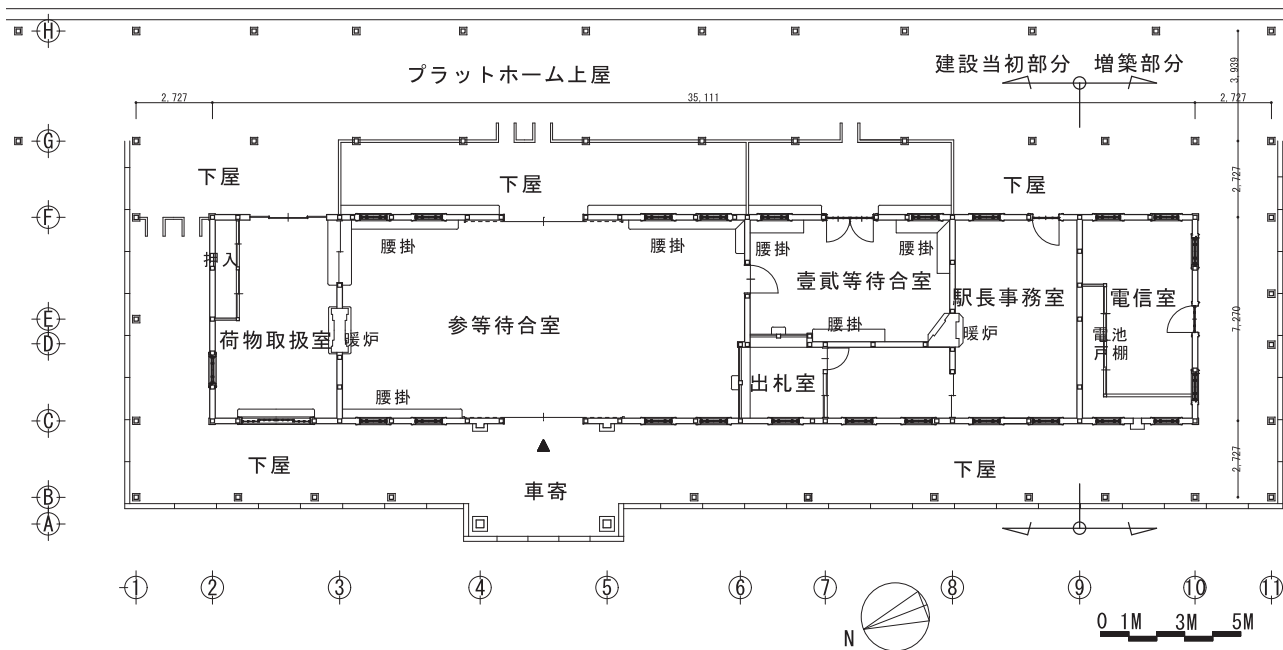 H
プラットホーム上屋
建設当初部分 増築部分
3,939
2,727
35,111
2,727
G
下屋
下屋
下屋
2,727
F
腰掛
腰掛
腰掛
腰掛
押入
壹貮等待合室
駅長事務室
電信室
7,270
E
荷物取扱室
暖炉
参等待合室
腰掛
暖炉
電池
戸棚
D
出札室
腰掛
C
下屋
車寄
下屋
2,727
B
A
1
2
3
4
5
6
7
8
9
10
11
N
0 1M 3M 5M